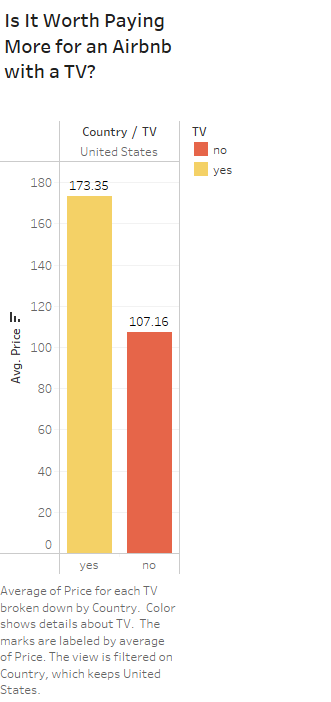 Is It Worth Paying
More for an Airbnb
with a TV?
Country / TV
United States
TV
no
yes
180
160
140
120
100
80
60
40
20
0
Avg. Price
173.35
107.16
yes
no
Average of Price for each TV
broken down by Country.  Color
shows details about TV.  The
marks are labeled by average
of Price. The view is filtered on
Country, which keeps United
States.